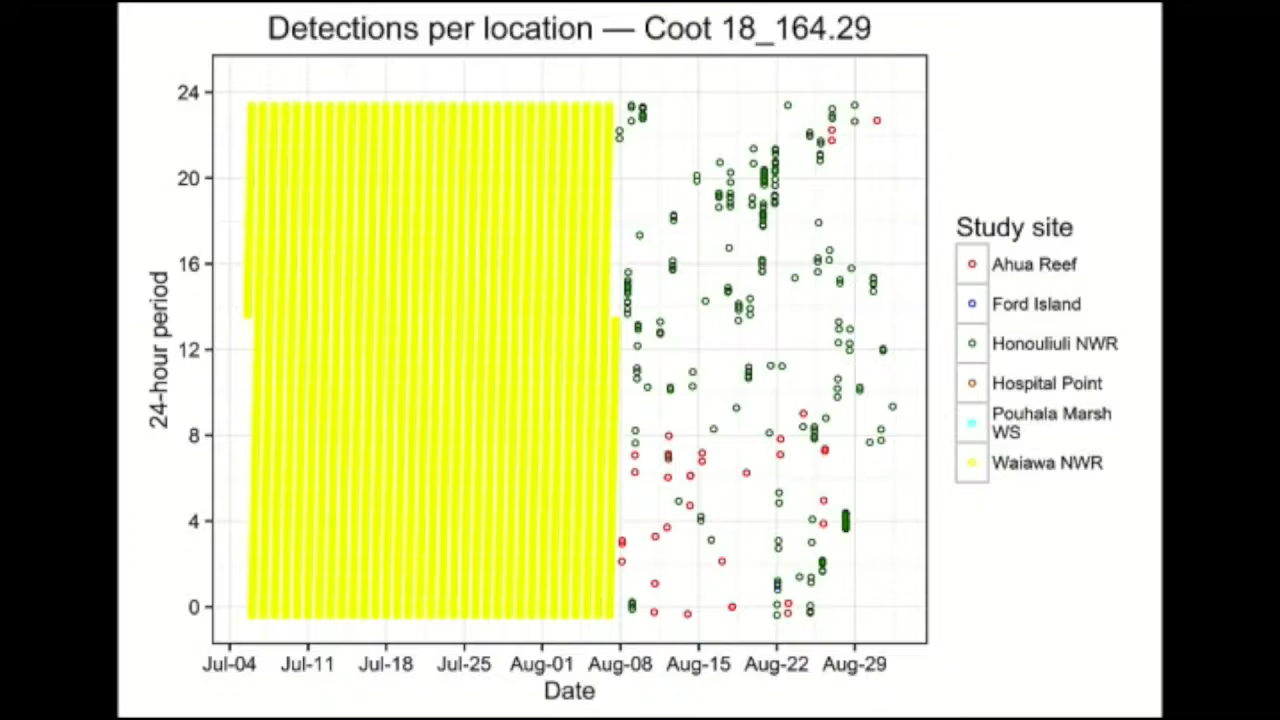 Detections per location — Coot 18_164.29
24
20
16
12
8
4
0
24-hour period
Jul-04 Jul-11 Jul-18 Jul-25 Aug-01 Aug-08 Aug-15 Aug-22 Aug-29
Date
Study site
Ahua Reef
Ford Island
Honouliuli NWR
Hospital Point
Pouhala Marsh
WS
Waiawa NWR